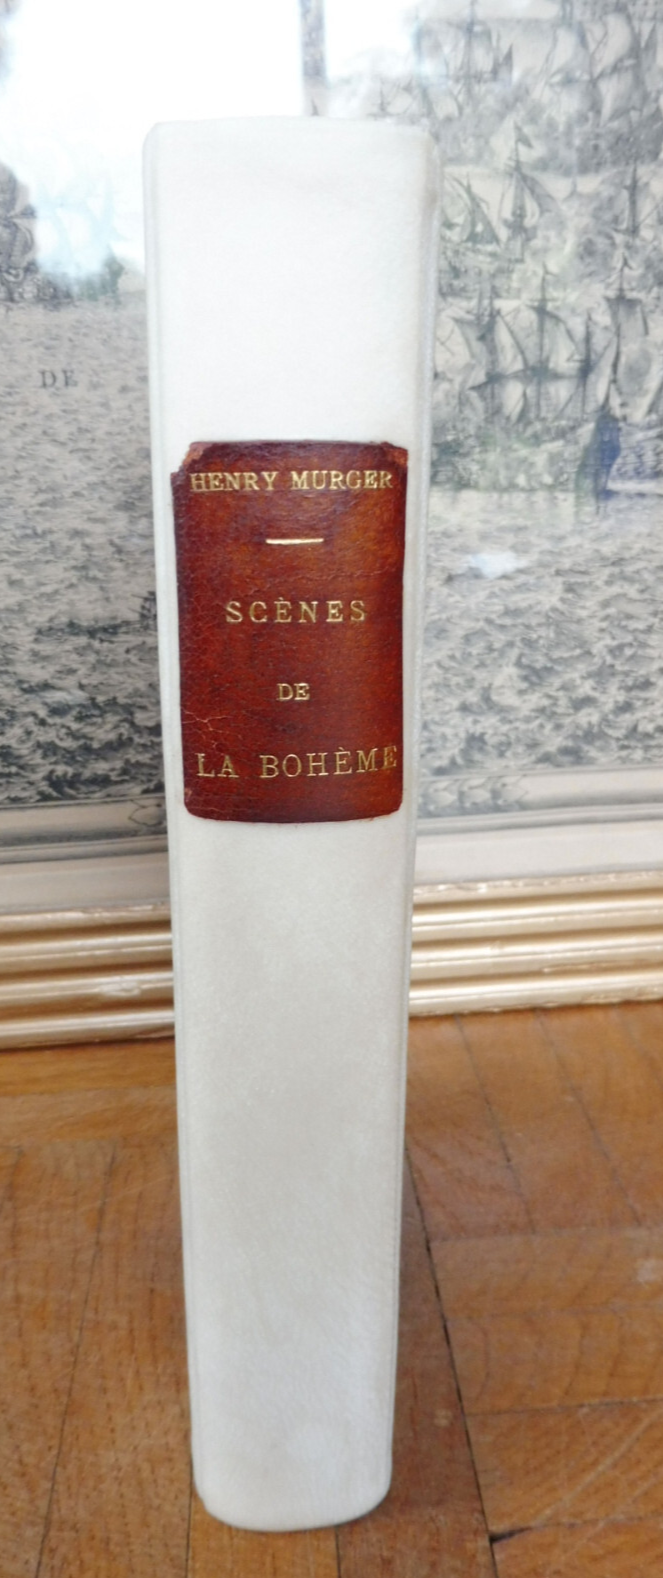 DE
HENRY MURGER
SCÈNES
DE
LA BOHÈME